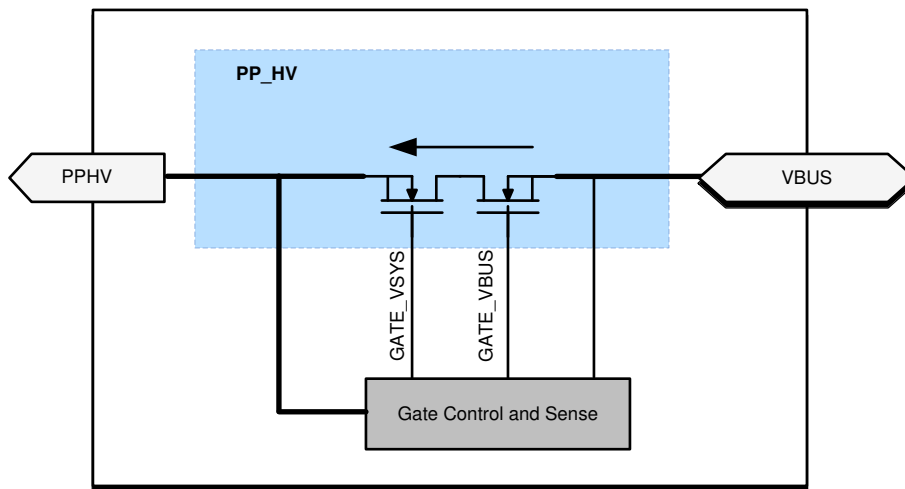 PP_HV
PPHV
VBUS
GATE_VSYS
GATE_VBUS
Gate Control and Sense